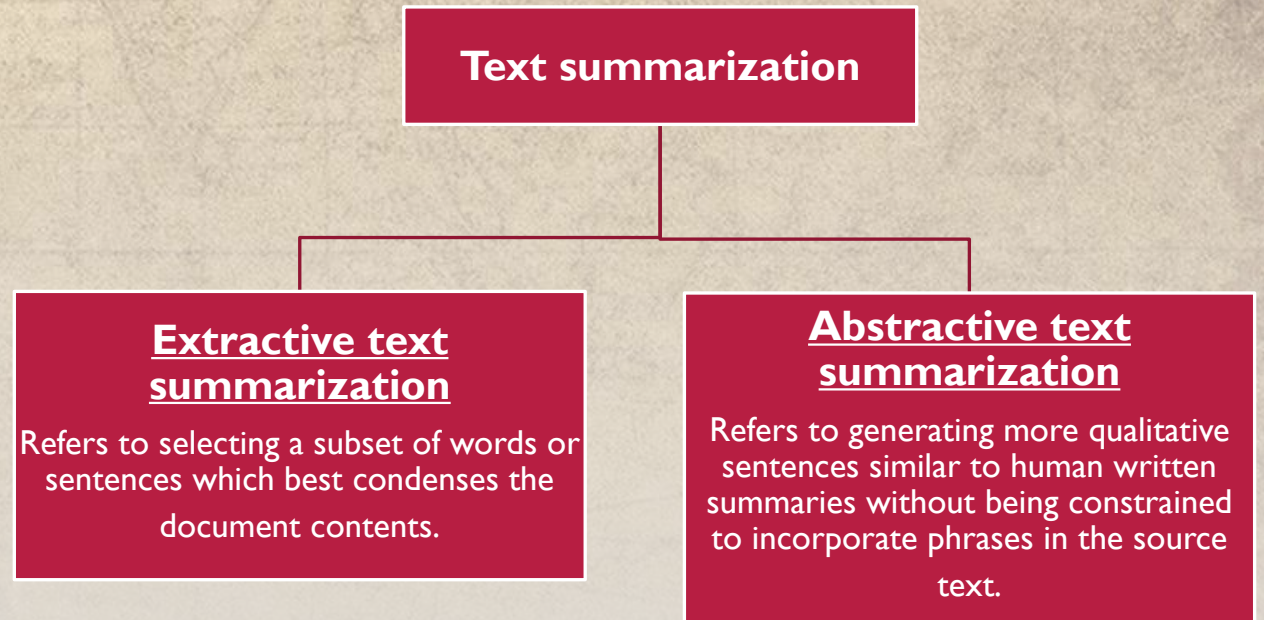 Text summarization
Extractive text
summarization
Refers to selecting a subset of words or
sentences which best condenses the
document contents.
Abstractive text
summarization
Refers to generating more qualitative
sentences similar to human written
summaries without being constrained
to incorporate phrases in the source
text.